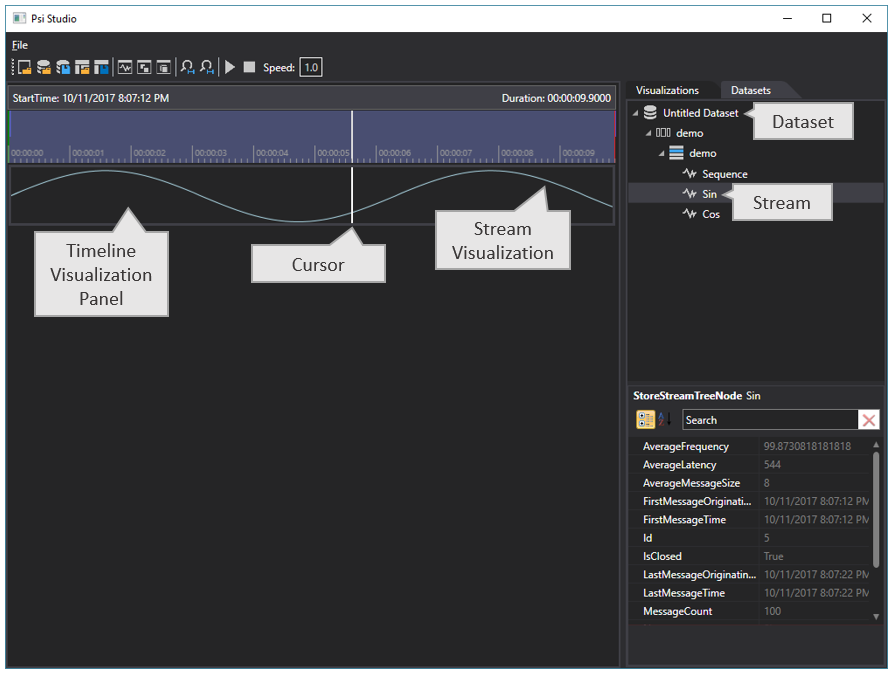 Psi Studio
File
Speed: 1.0
StartTime: 10/11/2017 8:07:12 PM
Duration: 00:00:09.9000
00:00:00 00:00:01 00:00:02 00:00:03 00:00:04 00:00:05 00:00:06 00:00:07 00:00:08 00:00:09
Timeline
Visualization
Panel
Cursor
Stream
Visualization
Visualizations
Datasets
Untitled Dataset
Dataset
demo
demo
Sequence
Sin
Stream
Cos
StoreStreamTreeNode Sin
Search
AverageFrequency 99.8730818181818
AverageLatency 544
AverageMessageSize 8
FirstMessageOriginati... 10/11/2017 8:07:12 PM
FirstMessageTime 10/11/2017 8:07:12 PM
Id 5
IsClosed True
LastMessageOriginatin... 10/11/2017 8:07:22 PM
LastMessageTime 10/11/2017 8:07:22 PM
MessageCount 100